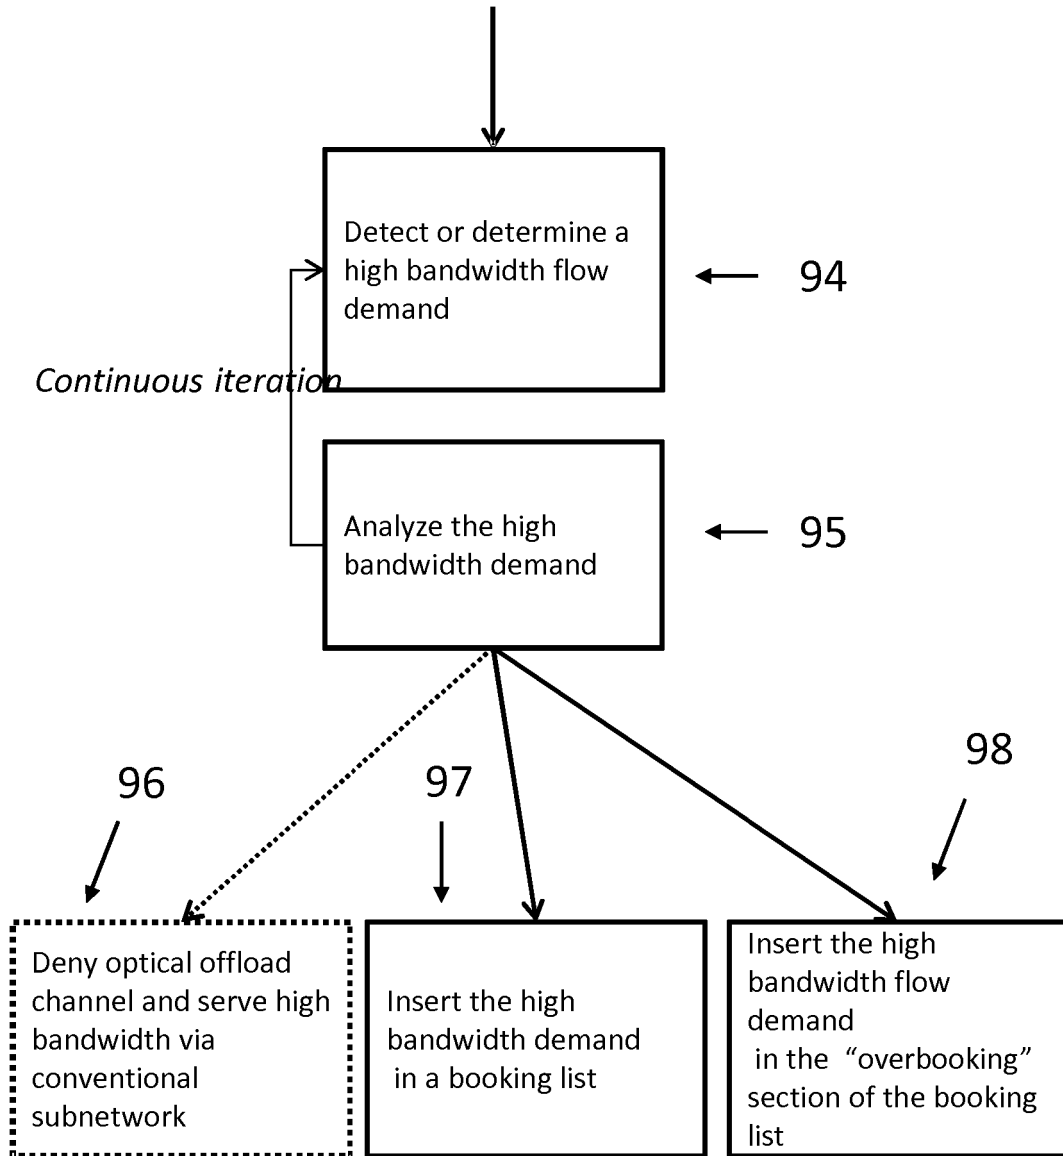 Detect or determine a
high bandwidth flow
demand
94
Continuous iteration
Analyze the high
bandwidth demand
95
96
97
98
Deny optical offload
channel and serve high
bandwidth via
conventional
subnetwork
Insert the high
bandwidth demand
in a booking list
Insert the high
bandwidth flow
demand
in the “overbooking”
section of the booking
list